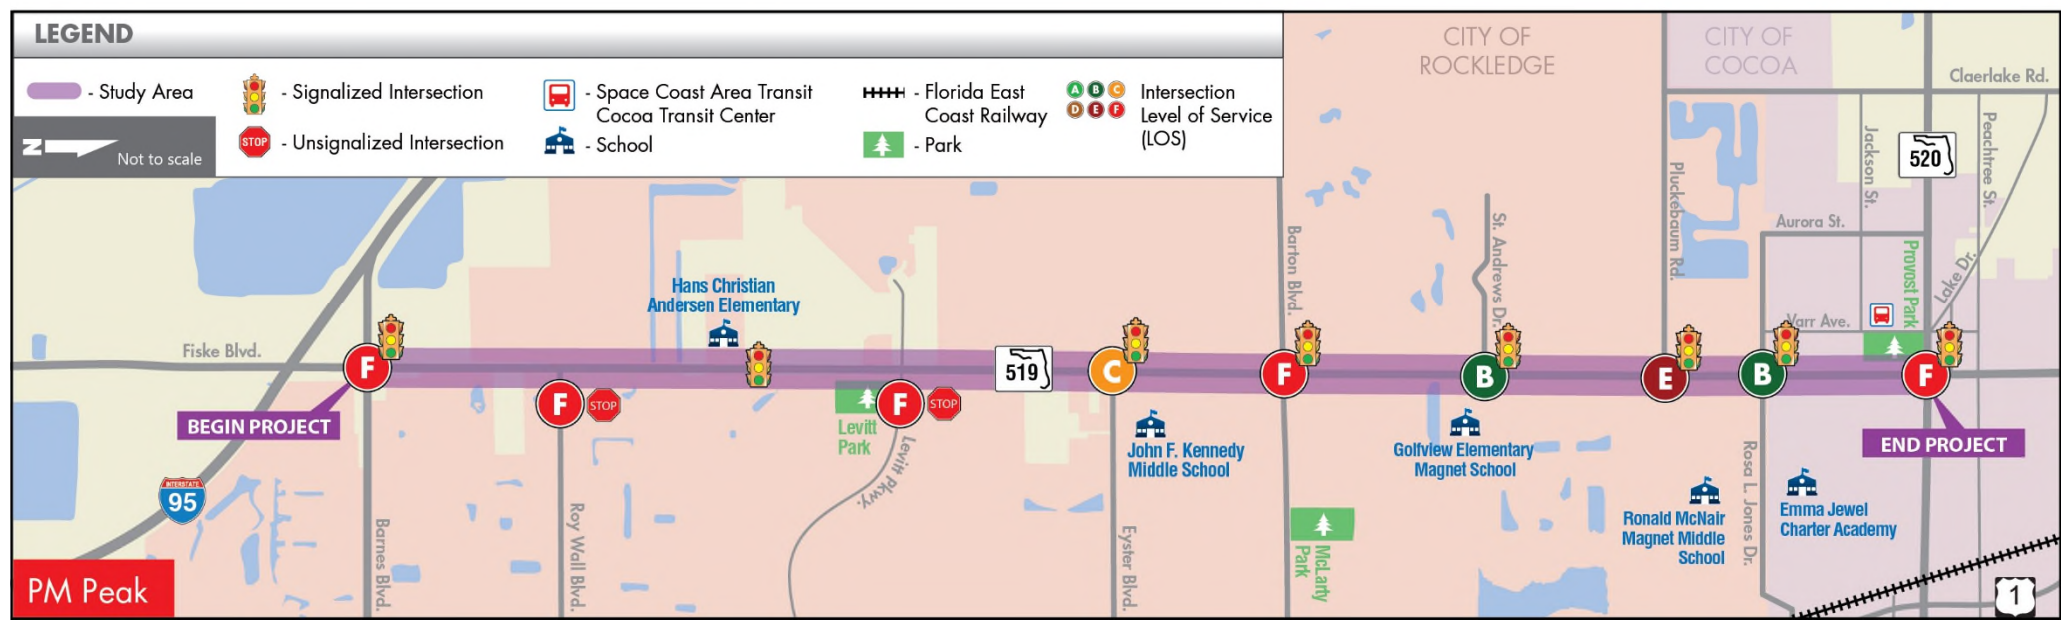 LEGEND
- Study Area
N
Not to scale
- Signalized Intersection
STOP
- Unsignalized Intersection
- Space Coast Area Transit
Cocoa Transit Center
- School
- Florida East
Coast Railway
- Park
A B C
D E F
Intersection
Level of Service
(LOS)
CITY OF
ROCKLEDGE
CITY OF
COCOA
Claerlake Rd.
Jackson St.
520
Peachtree St.
Pluckebaum Rd.
Aurora St.
Provost Park
Lake Dr.
Varr Ave.
Barton Blvd.
St. Andrews Dr.
Hans Christian
Andersen Elementary
Fiske Blvd.
F
F
STOP
F
STOP
519
C
F
B
E
B
F
BEGIN PROJECT
END PROJECT
Levitt
Park
Levitt Pkwy.
John F. Kennedy
Middle School
Golfview Elementary
Magnet School
INTERSTATE
95
Barnes Blvd.
Roy Wall Blvd.
Eyster Blvd.
McLarty
Park
Ronald McNair
Magnet Middle
School
Rosa L. Jones Dr.
Emma Jewel
Charter Academy
1
PM Peak